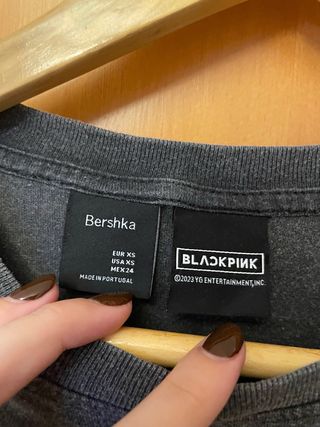 Bershka
EUR XS
USA XS
MEX 24
MADE IN PORTUGAL
BLACKPINK
©2023 YG ENTERTAINMENT, INC.